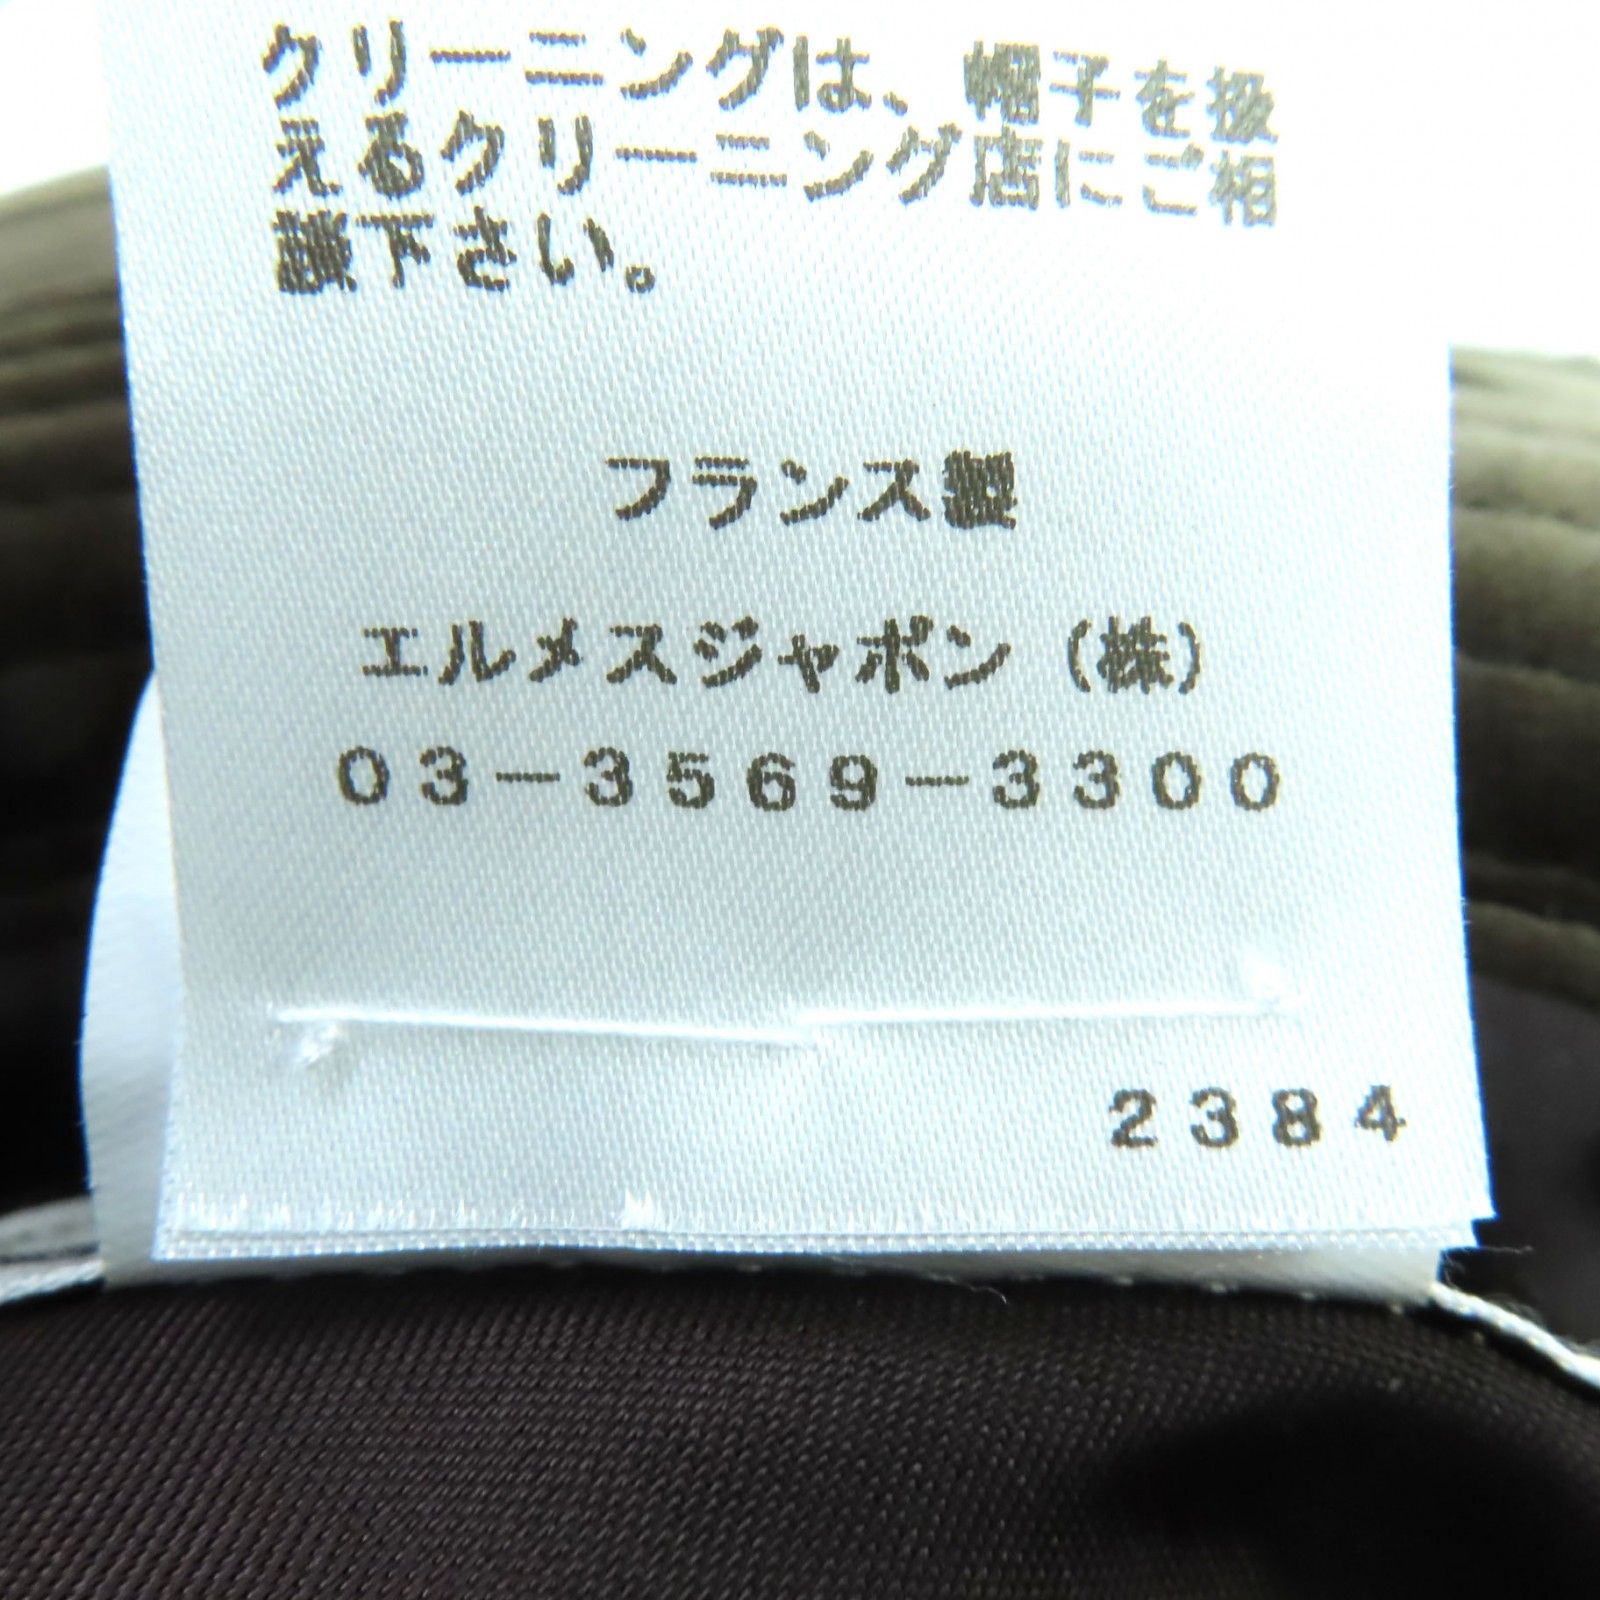 クリーニングは、帽子を扱
えるクリーニング店にご相
談下さい。
フランス製
エルメスジャポン（株）
０３－３５６９－３３００
２３８４